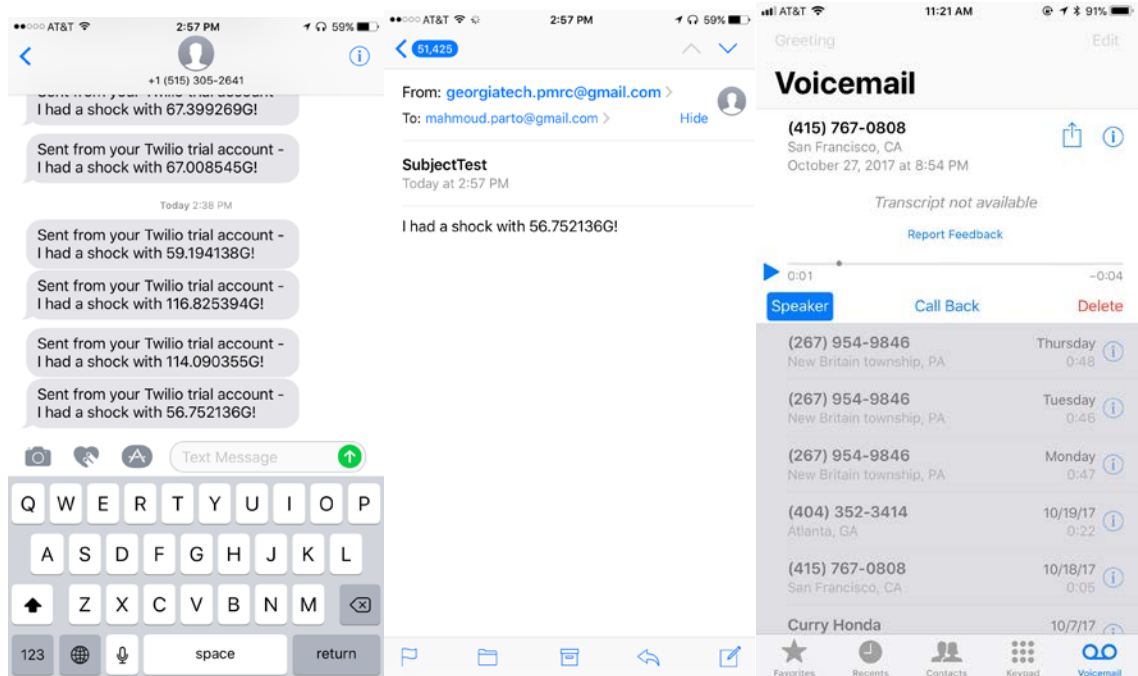 AT&T 2:57 PM 59%
+1 (515) 305-2641
I had a shock with 67.399269G!
Sent from your Twilio trial account -
I had a shock with 67.008545G!
Today 2:38 PM
Sent from your Twilio trial account -
I had a shock with 59.194138G!
Sent from your Twilio trial account -
I had a shock with 116.825394G!
Sent from your Twilio trial account -
I had a shock with 114.090355G!
Sent from your Twilio trial account -
I had a shock with 56.752136G!
Text Message
Q W E R T Y U I O P
A S D F G H J K L
Z X C V B N M
123 space return
AT&T 2:57 PM 59%
51,425
From: georgiatech.pmrc@gmail.com
To: mahmoud.parto@gmail.com Hide
SubjectTest
Today at 2:57 PM
I had a shock with 56.752136G!
AT&T 11:21 AM 91%
Greeting Edit
Voicemail
(415) 767-0808
San Francisco, CA
October 27, 2017 at 8:54 PM
Transcript not available
Report Feedback
0:01 -0:04
Speaker Call Back Delete
(267) 954-9846 Thursday
New Britain township, PA 0:48
(267) 954-9846 Tuesday
New Britain township, PA 0:46
(267) 954-9846 Monday
New Britain township, PA 0:47
(404) 352-3414 10/19/17
Atlanta, GA 0:22
(415) 767-0808 10/18/17
San Francisco, CA 0:05
Curry Honda 10/7/17
Favorites Recents Contacts Keypad Voicemail